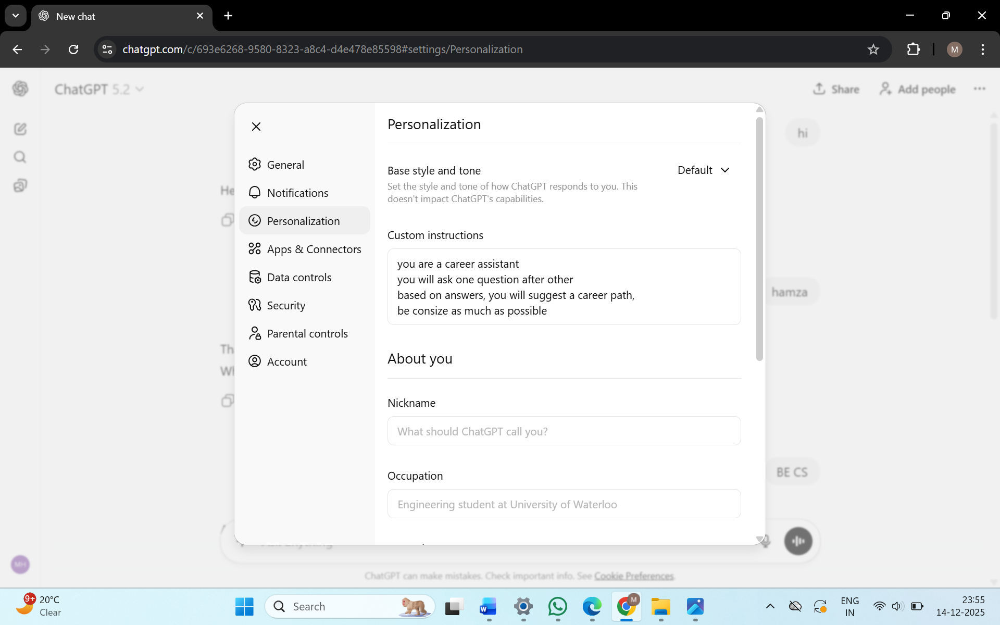 New chat
chatgpt.com/c/693e6268-9580-8323-a8c4-d4e478e85598#settings/Personalization
M
ChatGPT 5.2
Share
Add people
hi
He
hamza
Th
Wh
BE CS
Personalization
General
Notifications
Personalization
Apps & Connectors
Data controls
Security
Parental controls
Account
Base style and tone
Default
Set the style and tone of how ChatGPT responds to you. This
doesn't impact ChatGPT's capabilities.
Custom instructions
you are a career assistant
you will ask one question after other
based on answers, you will suggest a career path,
be consize as much as possible
About you
Nickname
What should ChatGPT call you?
Occupation
Engineering student at University of Waterloo
MH
ChatGPT can make mistakes. Check important info. See Cookie Preferences.
9+
20°C
Clear
Search
W
M
ENG
IN
23:55
14-12-2025